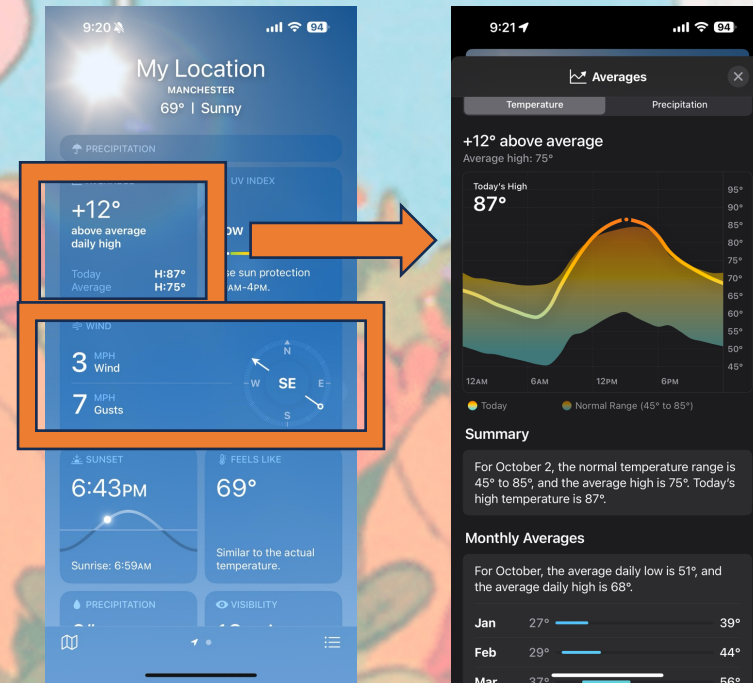 9:20
94
My Location
MANCHESTER
69° | Sunny
PRECIPITATION
UV INDEX
+12°
above average
daily high
Today H:87°
Average H:75°
sun protection
AM-4PM.
WIND
3 MPH
Wind
7 MPH
Gusts
N
W SE E
S
SUNSET
6:43PM
Sunrise: 6:59AM
FEELS LIKE
69°
Similar to the actual
temperature.
PRECIPITATION
VISIBILITY
9:21
94
Averages
Temperature Precipitation
+12° above average
Average high: 75°
Today's High
87°
95°
90°
85°
80°
75°
70°
65°
60°
55°
50°
45°
12AM 6AM 12PM 6PM
Today Normal Range (45° to 85°)
Summary
For October 2, the normal temperature range is
45° to 85°, and the average high is 75°. Today's
high temperature is 87°.
Monthly Averages
For October, the average daily low is 51°, and
the average daily high is 68°.
Jan 27° 39°
Feb 29° 44°
Mar 37° 56°